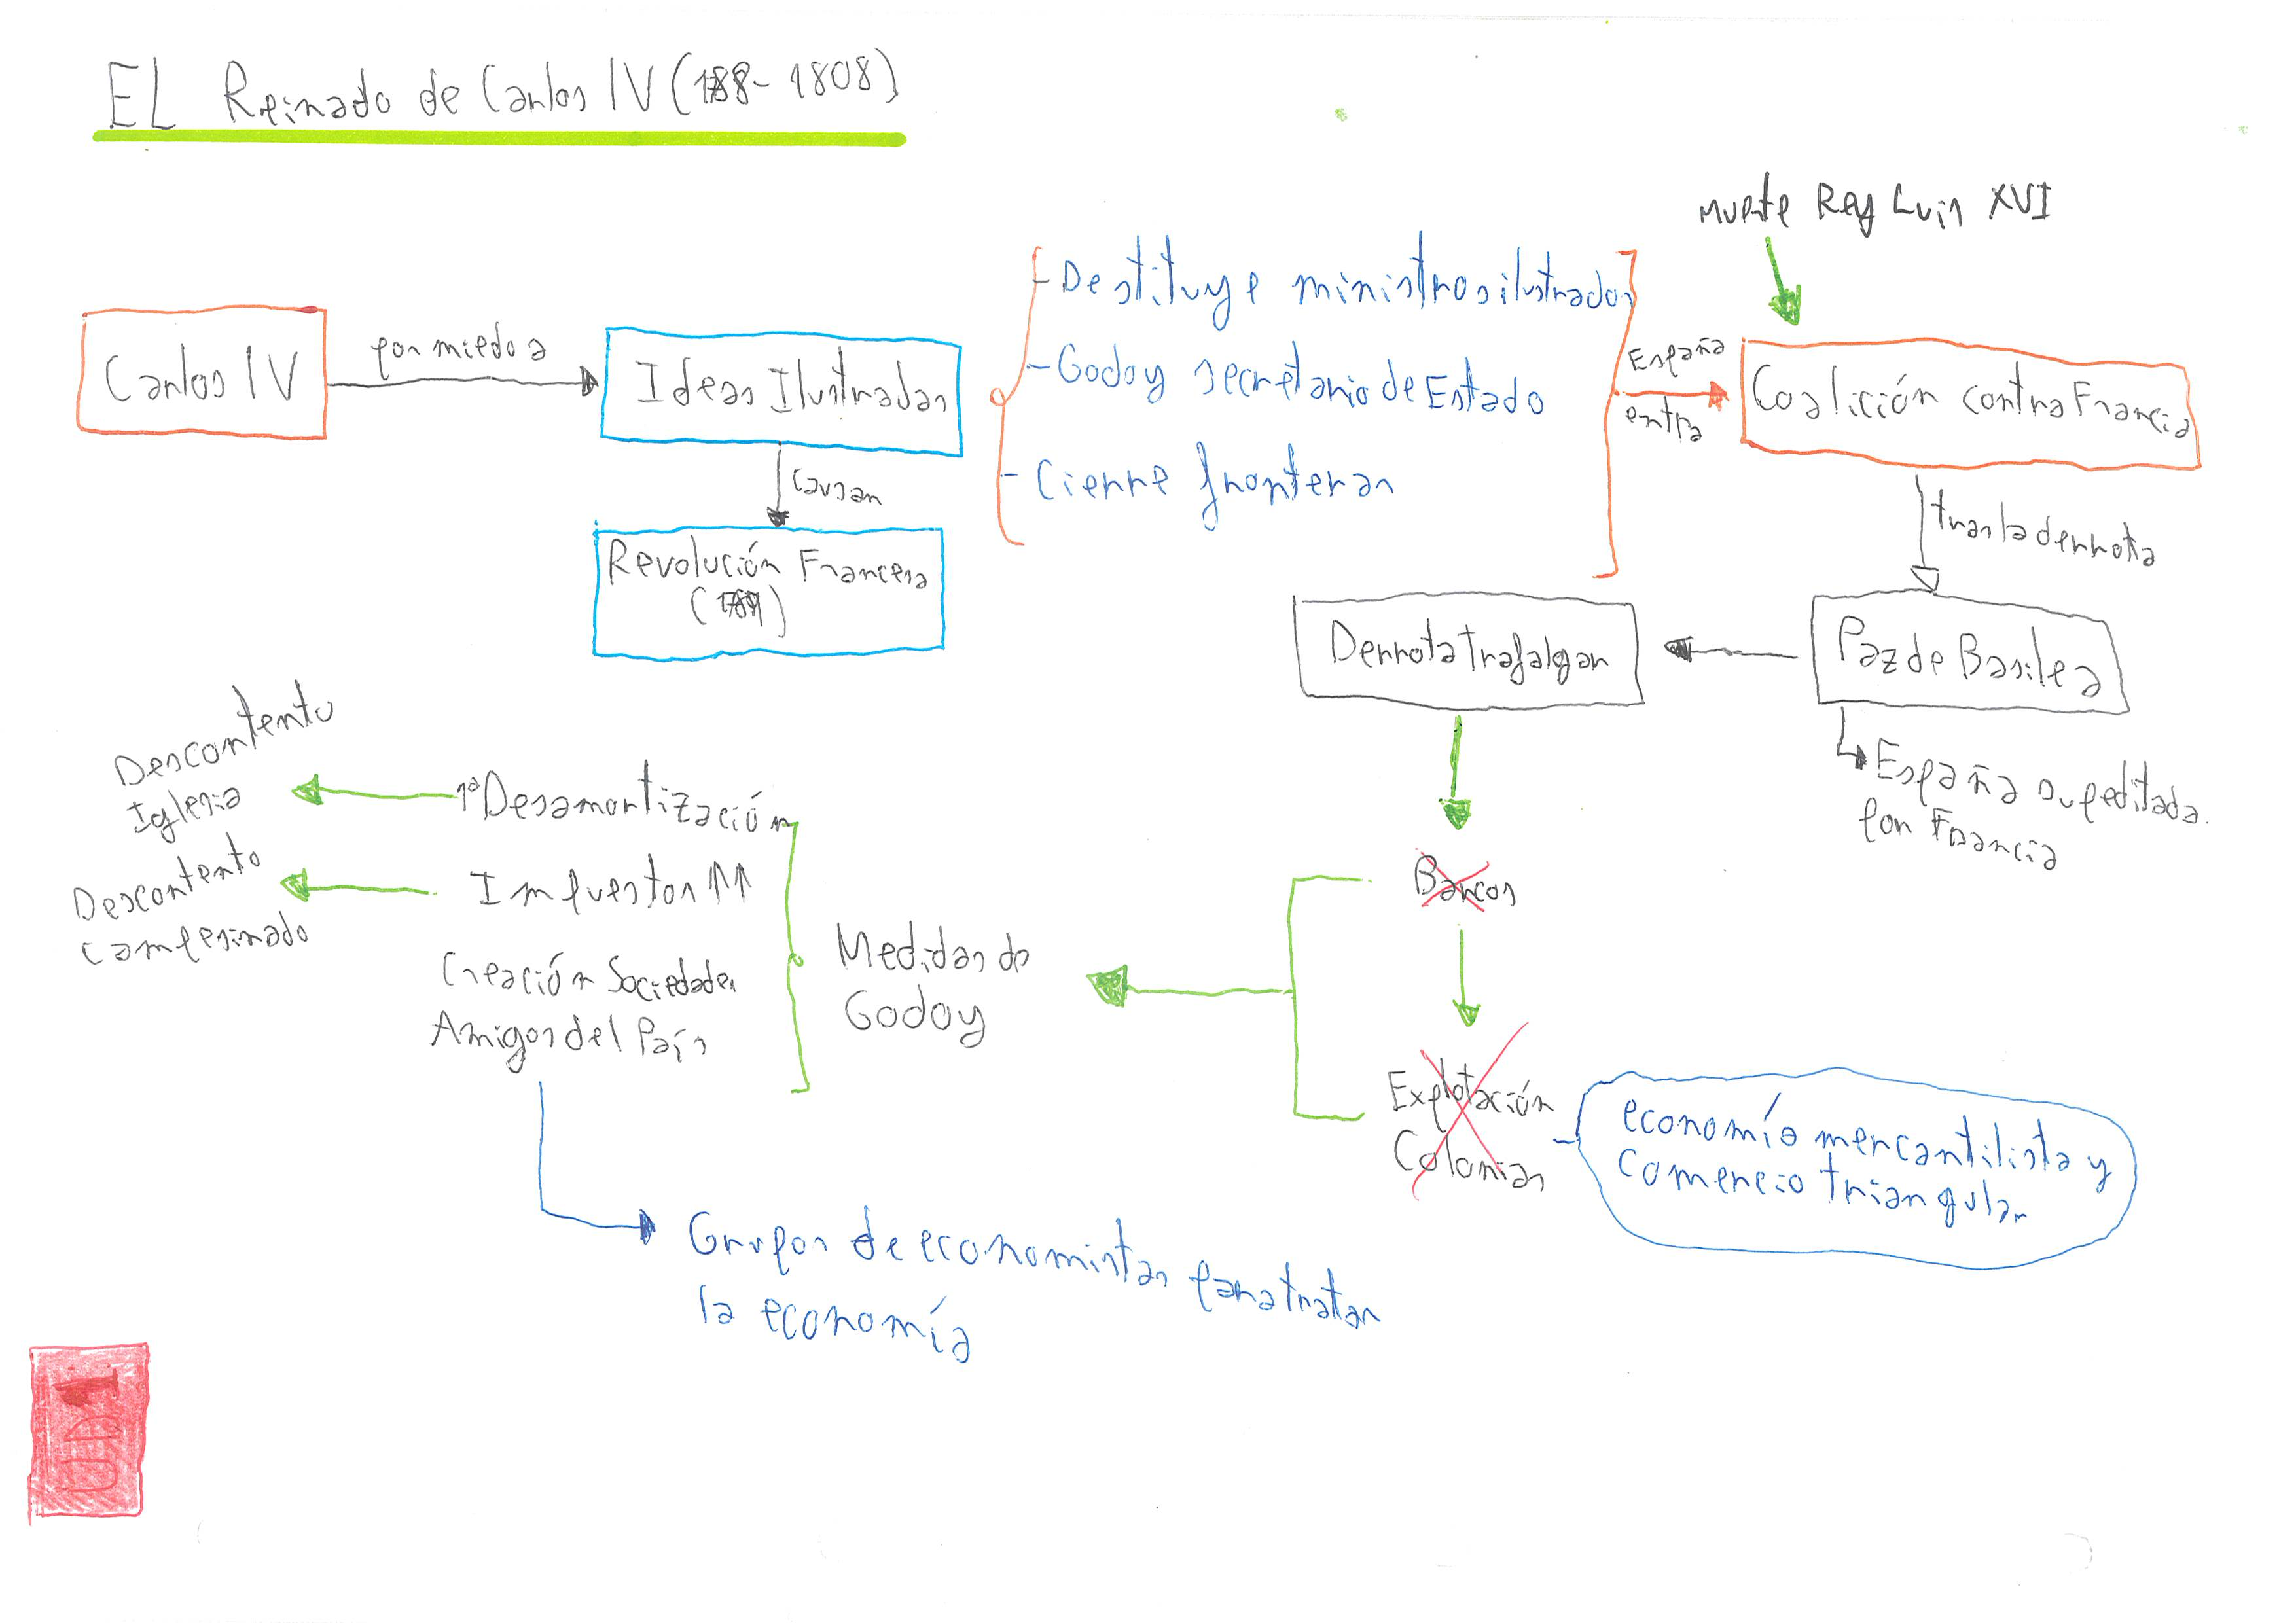 EL Reinado de Carlos IV (1788-1808)
Muerte Rey Luis XVI
- Destituye ministros ilustrados
Carlos IV
por miedo a
Ideas Ilustradas
- Godoy secretario de Estado
España
entra
Coalición contra Francia
- Cierre fronteras
causan
Revolución Francesa
(1789)
tras la derrota
Derrota Trafalgar
Paz de Basilea
España supeditada
por Francia
Descontento
Iglesia
1º Desamortización
Descontento
campesinado
Impuestos ↑↑
Creación Sociedades
Amigos del País
Medidas de
Godoy
Barcos
Explotación
Colonias
economía mercantilista y
comercio triangular
Grupos de economistas para tratar
la economía
UD1